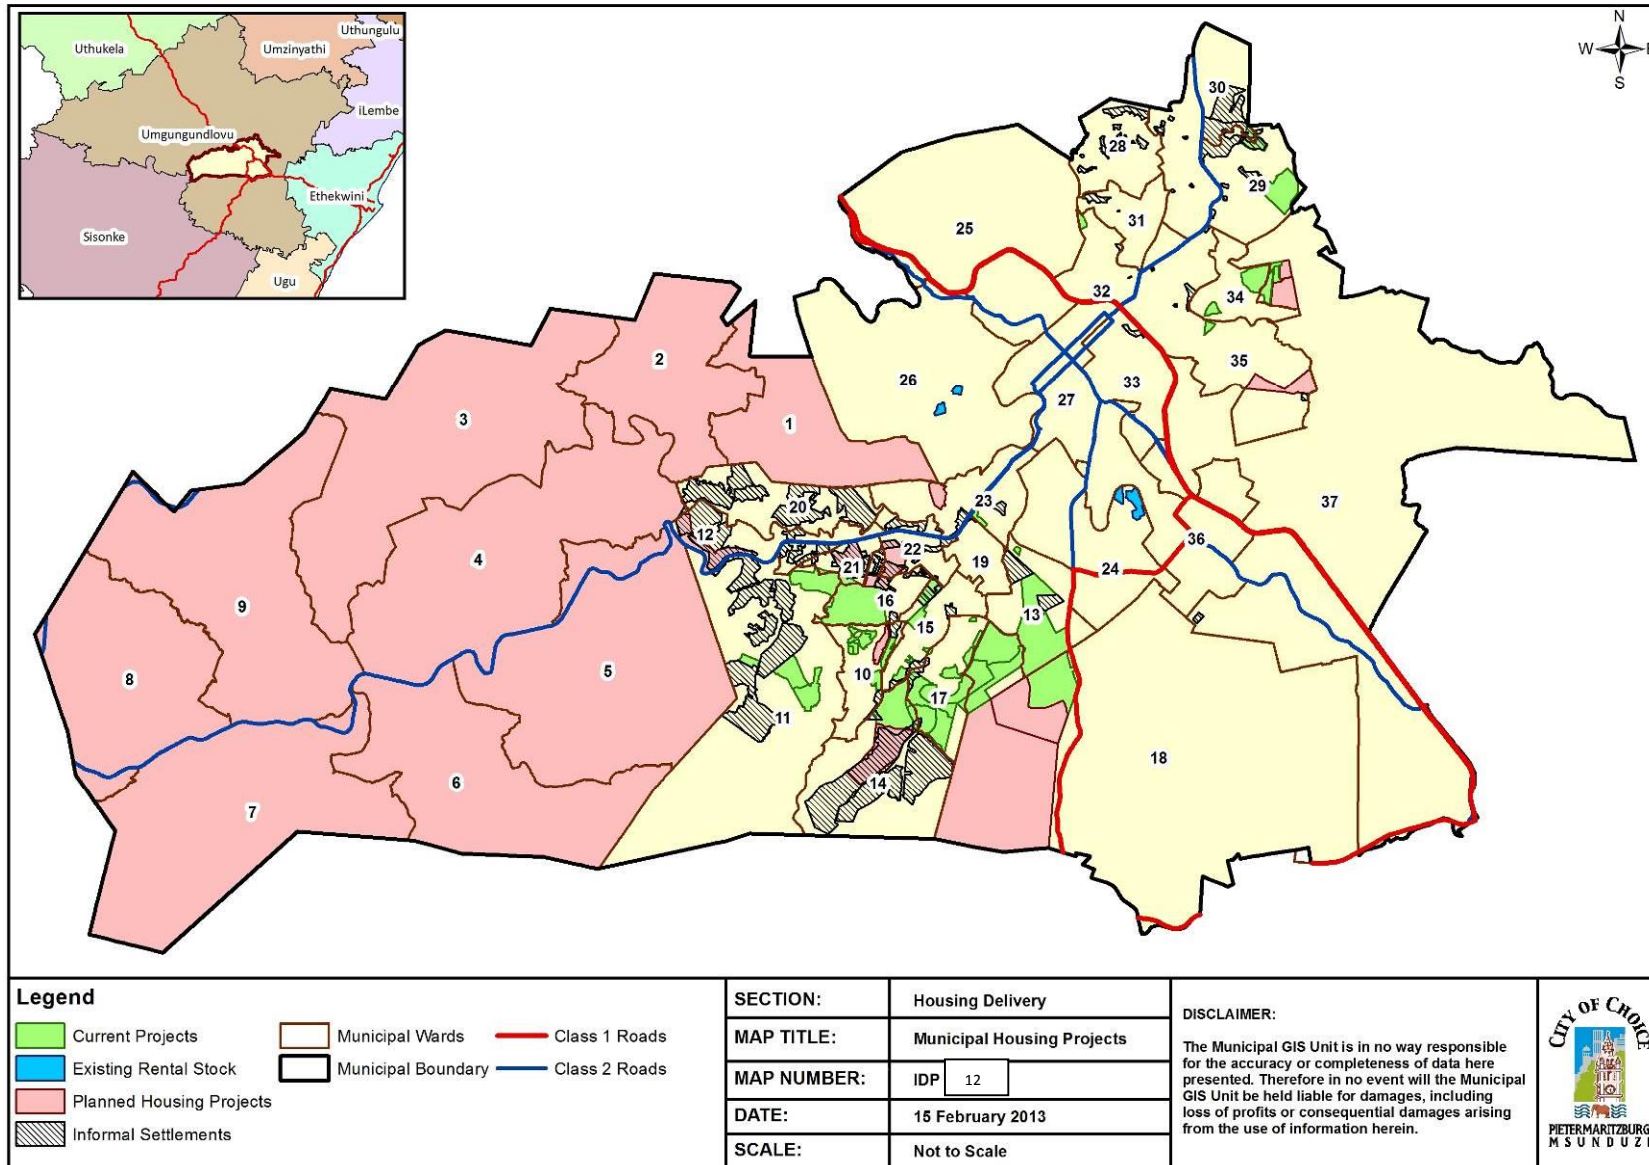 Uthungulu
Uthukela
Umzinyathi
iLembe
Umgungundlovu
Ethekwini
Sisonke
Ugu
N
W
E
S
30
28
29
31
25
34
32
35
2
26
33
27
3
1
23
37
20
12
22
36
4
21
19
24
9
16
13
15
8
5
10
17
11
18
6
14
7
Legend
Current Projects
Existing Rental Stock
Planned Housing Projects
Informal Settlements
Municipal Wards
Municipal Boundary
Class 1 Roads
Class 2 Roads
SECTION: Housing Delivery
MAP TITLE: Municipal Housing Projects
MAP NUMBER: IDP 12
DATE: 15 February 2013
SCALE: Not to Scale
DISCLAIMER:
The Municipal GIS Unit is in no way responsible
for the accuracy or completeness of data here
presented. Therefore in no event will the Municipal
GIS Unit be held liable for damages, including
loss of profits or consequential damages arising
from the use of information herein.
CITY OF CHOICE
PIETERMARITZBURG
MSUNDUZI